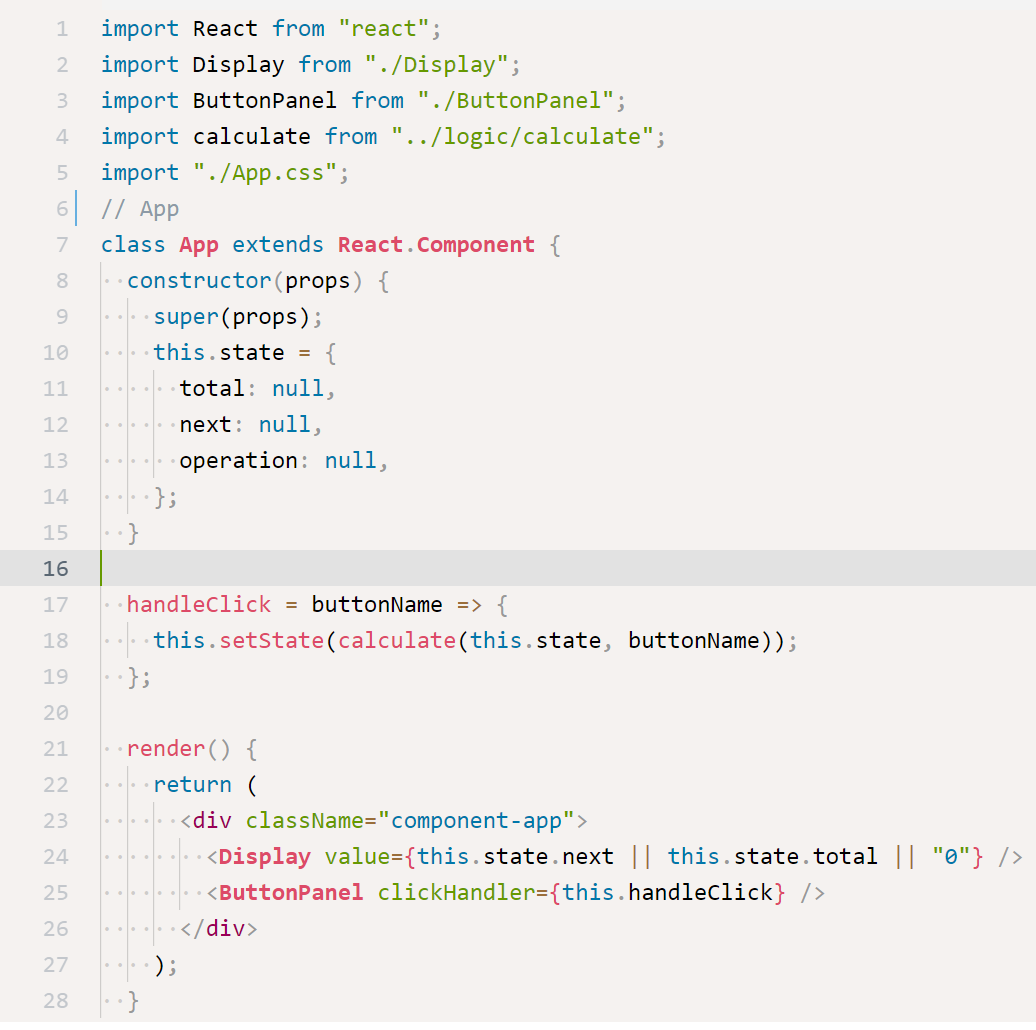 1 import React from "react";
2 import Display from "./Display";
3 import ButtonPanel from "./ButtonPanel";
4 import calculate from "../logic/calculate";
5 import "./App.css";
6 // App
7 class App extends React.Component {
8   constructor(props) {
9     super(props);
10     this.state = {
11       total: null,
12       next: null,
13       operation: null,
14     };
15   }
16
17   handleClick = buttonName => {
18     this.setState(calculate(this.state, buttonName));
19   };
20
21   render() {
22     return (
23       <div className="component-app">
24         <Display value={this.state.next || this.state.total || "0"} />
25         <ButtonPanel clickHandler={this.handleClick} />
26       </div>
27     );
28   }